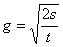 g = √(2s/t)